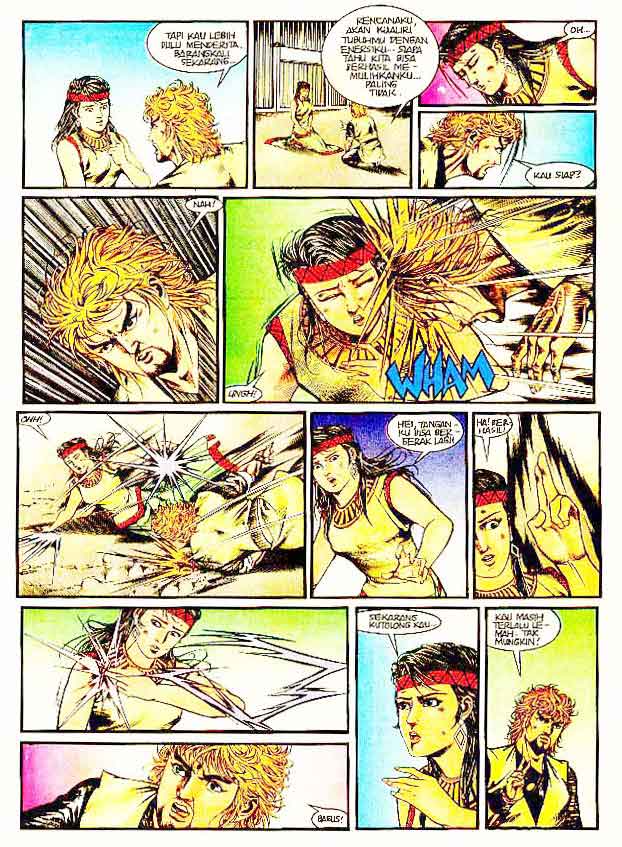 TAPI KAU LEBIH
DULU MENDERITA.
BARANGKALI
SEKARANG...
RENCANAKU,
AKAN KUALIRI
TUBUHMU DENGAN
ENERSIKU - SIAPA
TAHU KITA BISA
BERHASIL ME-
MULIHKANKU...
PALING
TIDAK..
OH...
KAU SIAP?
NAH!
UNGH!
WHAM
OHH!
HEI, TANGAN-
KU BISA BER-
GERAK LAGI!
HA! BER-
HASIL!
BAGUS!
SEKARANG
KUTOLONG KAU..
KAU MASIH
TERLALU LE-
MAH - TAK
MUNGKIN!